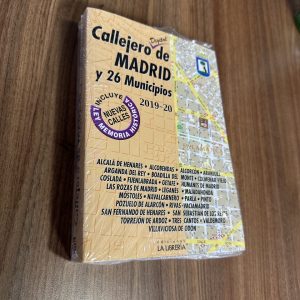 Digital
Callejero de
MADRID
y 26 Municipios
2019-20
INCLUYE
NUEVAS
CALLES
LEY MEMORIA HISTÓRICA
ALCALÁ DE HENARES • ALCOBENDAS • ALCORCÓN • ARANJUEZ
ARGANDA DEL REY • BOADILLA DEL MONTE • COLMENAR VIEJO
COSLADA • FUENLABRADA • GETAFE • HUMANES DE MADRID
LAS ROZAS DE MADRID • LEGANÉS • MAJADAHONDA
MÓSTOLES • NAVALCARNERO • PARLA • PINTO
POZUELO DE ALARCÓN • RIVAS-VACIAMADRID
SAN FERNANDO DE HENARES • SAN SEBASTIÁN DE LOS REYES
TORREJÓN DE ARDOZ • TRES CANTOS • VALDEMORO
VILLAVICIOSA DE ODÓN
EDICIONES
LA LIBRERÍA